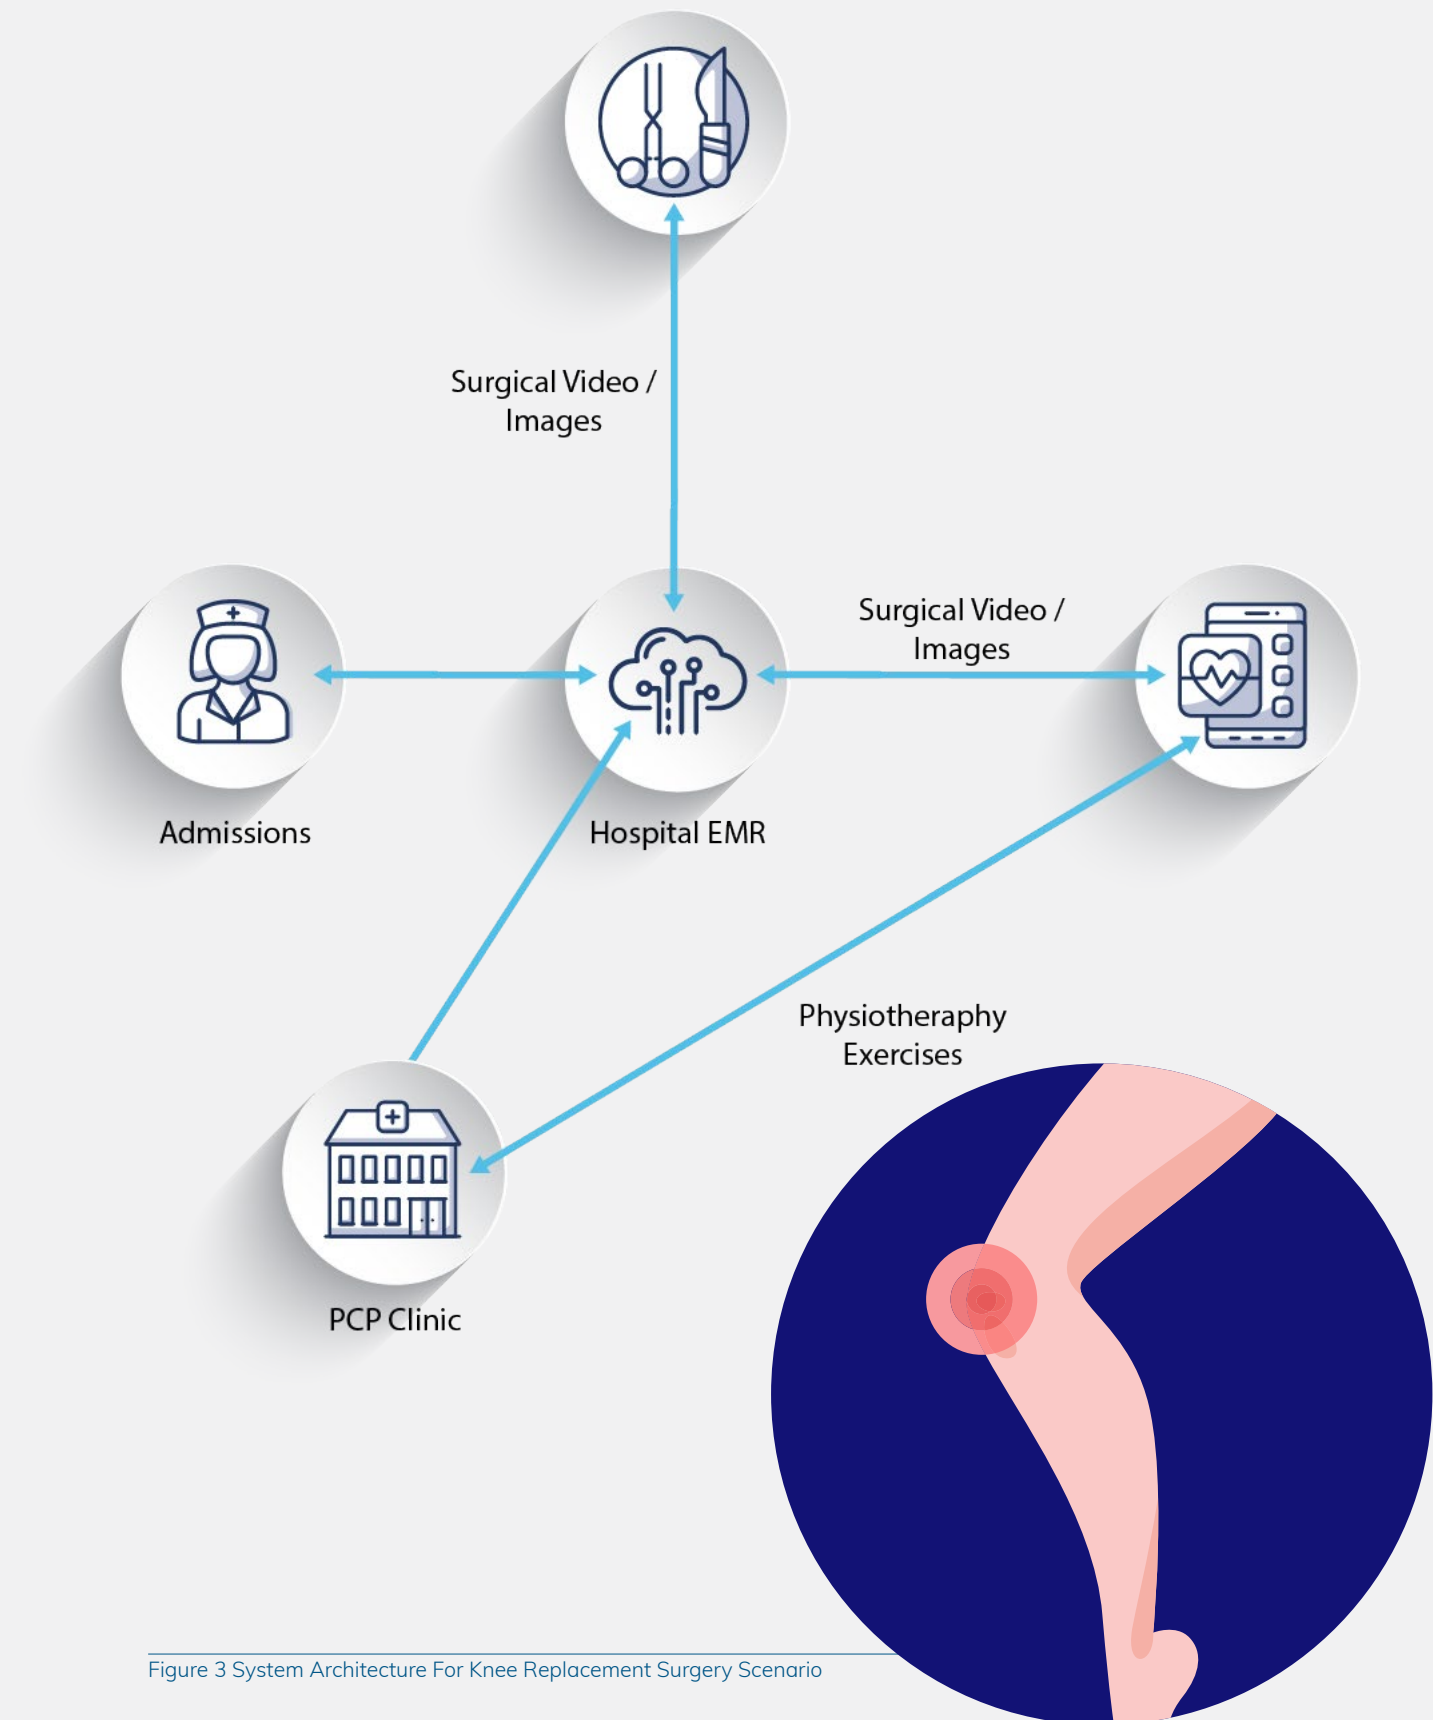 Surgical Video /
Images
Surgical Video /
Images
Admissions
Hospital EMR
Physiotheraphy
Exercises
PCP Clinic
Figure 3 System Architecture For Knee Replacement Surgery Scenario